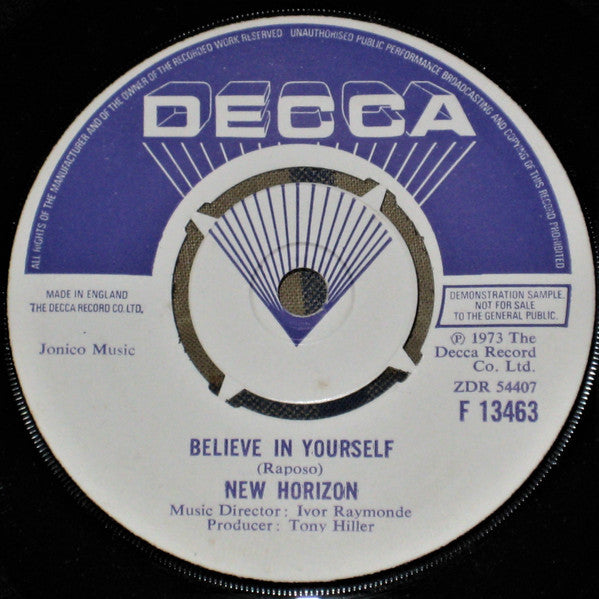 ALL RIGHTS OF THE MANUFACTURER AND OF THE OWNER OF THE RECORDED WORK RESERVED UNAUTHORISED PUBLIC PERFORMANCE BROADCASTING AND COPYING OF THIS RECORD PROHIBITED
DECCA
MADE IN ENGLAND
THE DECCA RECORD CO. LTD.
Jonico Music
DEMONSTRATION SAMPLE.
NOT FOR SALE
TO THE GENERAL PUBLIC.
℗ 1973 The
Decca Record
Co. Ltd.
ZDR 54407
F 13463
BELIEVE IN YOURSELF
(Raposo)
NEW HORIZON
Music Director: Ivor Raymonde
Producer: Tony Hiller